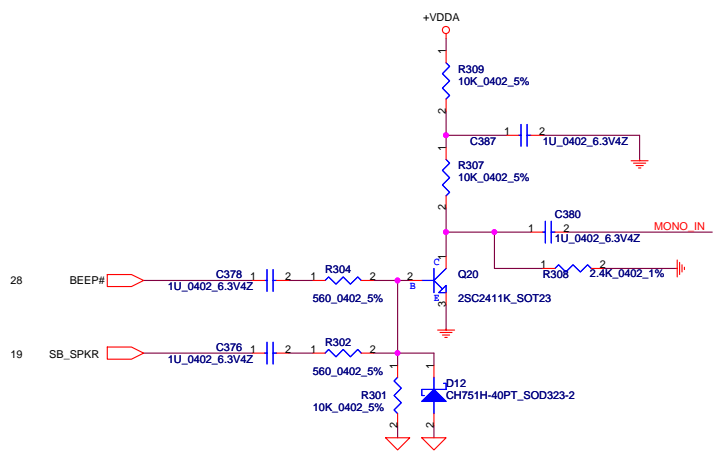 +VDDA
1
R309
10K_0402_5%
2
C387
1
2
1U_0402_6.3V4Z
1
R307
10K_0402_5%
2
C380
1
2
1U_0402_6.3V4Z
MONO_IN
1
R308
2
2.4K_0402_1%
28
BEEP#
C378
1
2
1U_0402_6.3V4Z
R304
1
2
560_0402_5%
2
B
C
1
E
3
Q20
2SC2411K_SOT23
19
SB_SPKR
C376
1
2
1U_0402_6.3V4Z
R302
1
2
560_0402_5%
1
R301
10K_0402_5%
2
1
D12
CH751H-40PT_SOD323-2
2